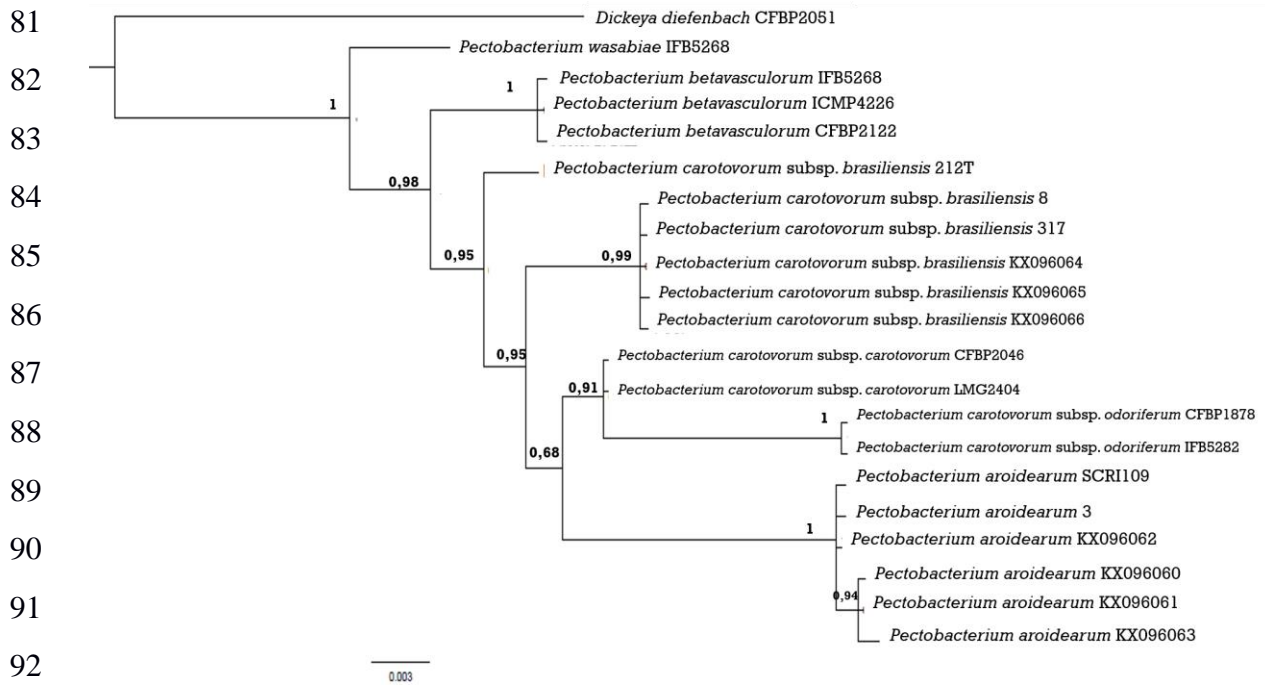 81
Dickeya diefenbach CFBP2051
Pectobacterium wasabiae IFB5268
82
1
Pectobacterium betavasculorum IFB5268
1
Pectobacterium betavasculorum ICMP4226
83
Pectobacterium betavasculorum CFBP2122
Pectobacterium carotovorum subsp. brasiliensis 212T
0,98
84
Pectobacterium carotovorum subsp. brasiliensis 8
Pectobacterium carotovorum subsp. brasiliensis 317
85
0,95
0,99
Pectobacterium carotovorum subsp. brasiliensis KX096064
Pectobacterium carotovorum subsp. brasiliensis KX096065
86
Pectobacterium carotovorum subsp. brasiliensis KX096066
0,95
Pectobacterium carotovorum subsp. carotovorum CFBP2046
87
0,91
Pectobacterium carotovorum subsp. carotovorum LMG2404
1
Pectobacterium carotovorum subsp. odoriferum CFBP1878
88
0,68
Pectobacterium carotovorum subsp. odoriferum IFB5282
89
Pectobacterium aroidearum SCRI109
Pectobacterium aroidearum 3
90
1
Pectobacterium aroidearum KX096062
Pectobacterium aroidearum KX096060
91
0,94
Pectobacterium aroidearum KX096061
Pectobacterium aroidearum KX096063
92
0.003